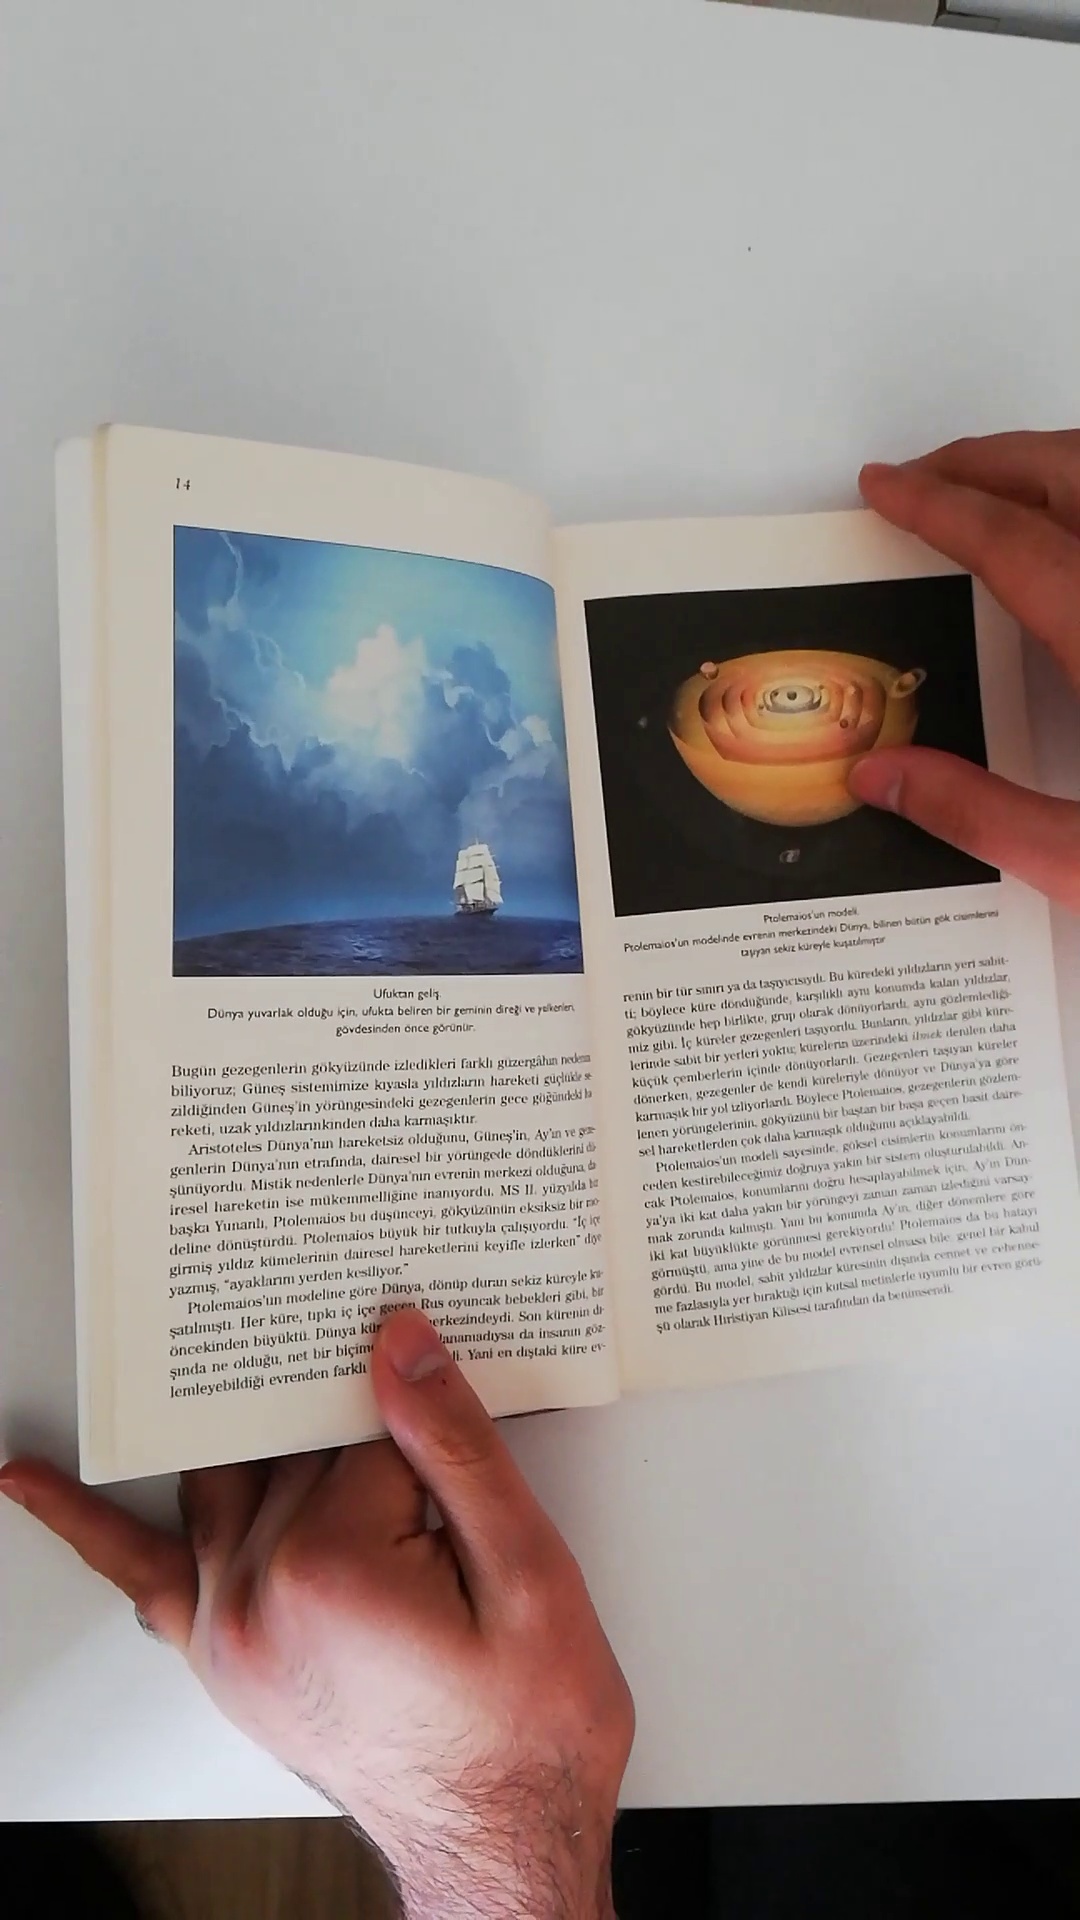 14
Ufuktan geliş.
Dünya yuvarlak olduğu için, ufukta beliren bir geminin direği ve yelkenleri,
gövdesinden önce görünür.
Bugün gezegenlerin gökyüzünde izledikleri farklı güzergâhın nedenini
biliyoruz; Güneş sistemimize kıyasla yıldızların hareketi güçlükle se-
zildiğinden Güneş'in yörüngesindeki gezegenlerin gece göğündeki ha-
reketi, uzak yıldızlarınkinden daha karmaşıktır.
Aristoteles Dünya'nın hareketsiz olduğunu, Güneş'in, Ay'ın ve geze-
genlerin Dünya'nın etrafında, dairesel bir yörüngede döndüklerini dü-
şünüyordu. Mistik nedenlerle Dünya'nın evrenin merkezi olduğuna, da-
iresel hareketin ise mükemmelliğine inanıyordu. MS II. yüzyılda bir
başka Yunanlı, Ptolemaios bu düşünceyi, gökyüzünün eksiksiz bir mo-
deline dönüştürdü. Ptolemaios büyük bir tutkuyla çalışıyordu. "İç içe
girmiş yıldız kümelerinin dairesel hareketlerini keyifle izlerken" diye
yazmış, "ayaklarım yerden kesiliyor."
Ptolemaios'un modeline göre Dünya, dönüp duran sekiz küreyle ku-
şatılmıştı. Her küre, tıpkı iç içe geçen Rus oyuncak bebekleri gibi, bir
öncekinden büyüktü. Dünya merkezindeydi. Son kürenin dı-
şında ne olduğu, net bir da insanın göz-
lemleyebildiği evrenden farklı Yani en dıştaki küre ev-
Ptolemaios'un modeli.
Ptolemaios'un modelinde evrenin merkezindeki Dünya, bilinen bütün gök cisimlerini
taşıyan sekiz küreyle kuşatılmıştır.
renin bir tür sınırı ya da taşıyıcısıydı. Bu küredeki yıldızların yeri sabit-
ti; böylece küre döndüğünde, karşılıklı aynı konumda kalan yıldızlar,
gökyüzünde hep birlikte, grup olarak dönüyorlardı, aynı gözlemlediği-
miz gibi. İç küreler gezegenleri taşıyordu. Bunların, yıldızlar gibi küre-
lerinde sabit bir yerleri yoktu; kürelerin üzerindeki ilmek denilen daha
küçük çemberlerin içinde dönüyorlardı. Gezegenleri taşıyan küreler
dönerken, gezegenler de kendi küreleriyle dönüyor ve Dünya'ya göre
karmaşık bir yol izliyorlardı. Böylece Ptolemaios, gezegenlerin gözlem-
lenen yörüngelerinin, gökyüzünü bir baştan bir başa geçen basit daire-
sel hareketlerden çok daha karmaşık olduğunu açıklayabildi.
Ptolemaios'un modeli sayesinde, göksel cisimlerin konumlarını ön-
ceden kestirebileceğimiz doğruya yakın bir sistem oluşturulabildi. An-
cak Ptolemaios, konumlarını doğru hesaplayabilmek için, Ay'ın Dün-
ya'ya iki kat daha yakın bir yörüngeyi zaman zaman izlediğini varsay-
mak zorunda kalmıştı. Yani bu konumda Ay'ın, diğer dönemlere göre
iki kat büyüklükte görünmesi gerekiyordu! Ptolemaios da bu hatayı
görmüştü, ama yine de bu model evrensel olmasa bile, genel bir kabul
gördü. Bu model, sabit yıldızlar küresinin dışında cennet ve cehenne-
me fazlasıyla yer bıraktığı için kutsal metinlerle uyumlu bir evren görü-
şü olarak Hıristiyan Kilisesi tarafından da benimsendi.